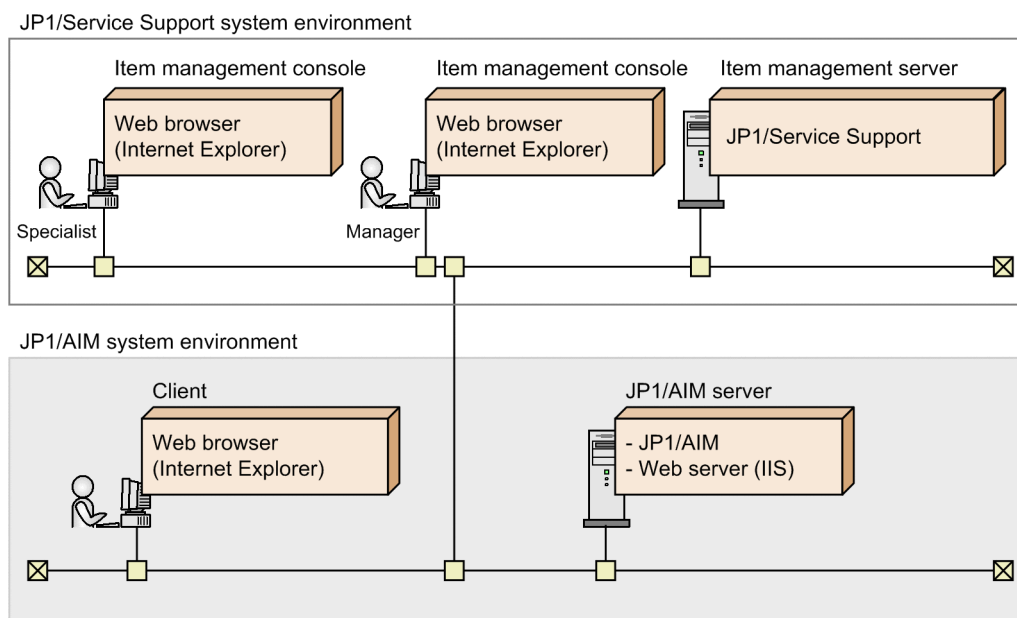 JP1/Service Support system environment
Item management console
Item management console
Item management server
Web browser
(Internet Explorer)
Web browser
(Internet Explorer)
JP1/Service Support
Specialist
Manager
JP1/AIM system environment
Client
JP1/AIM server
Web browser
(Internet Explorer)
- JP1/AIM
- Web server (IIS)